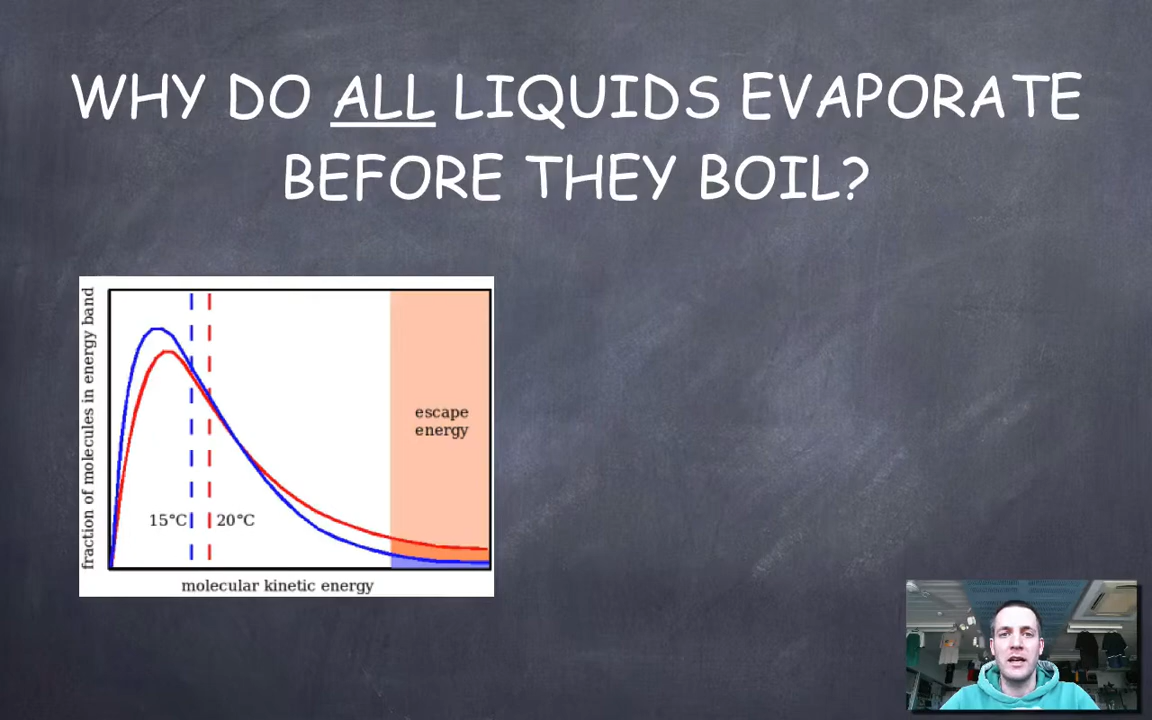 WHY DO ALL LIQUIDS EVAPORATE
BEFORE THEY BOIL?
fraction of molecules in energy band
escape
energy
15°C
20°C
molecular kinetic energy